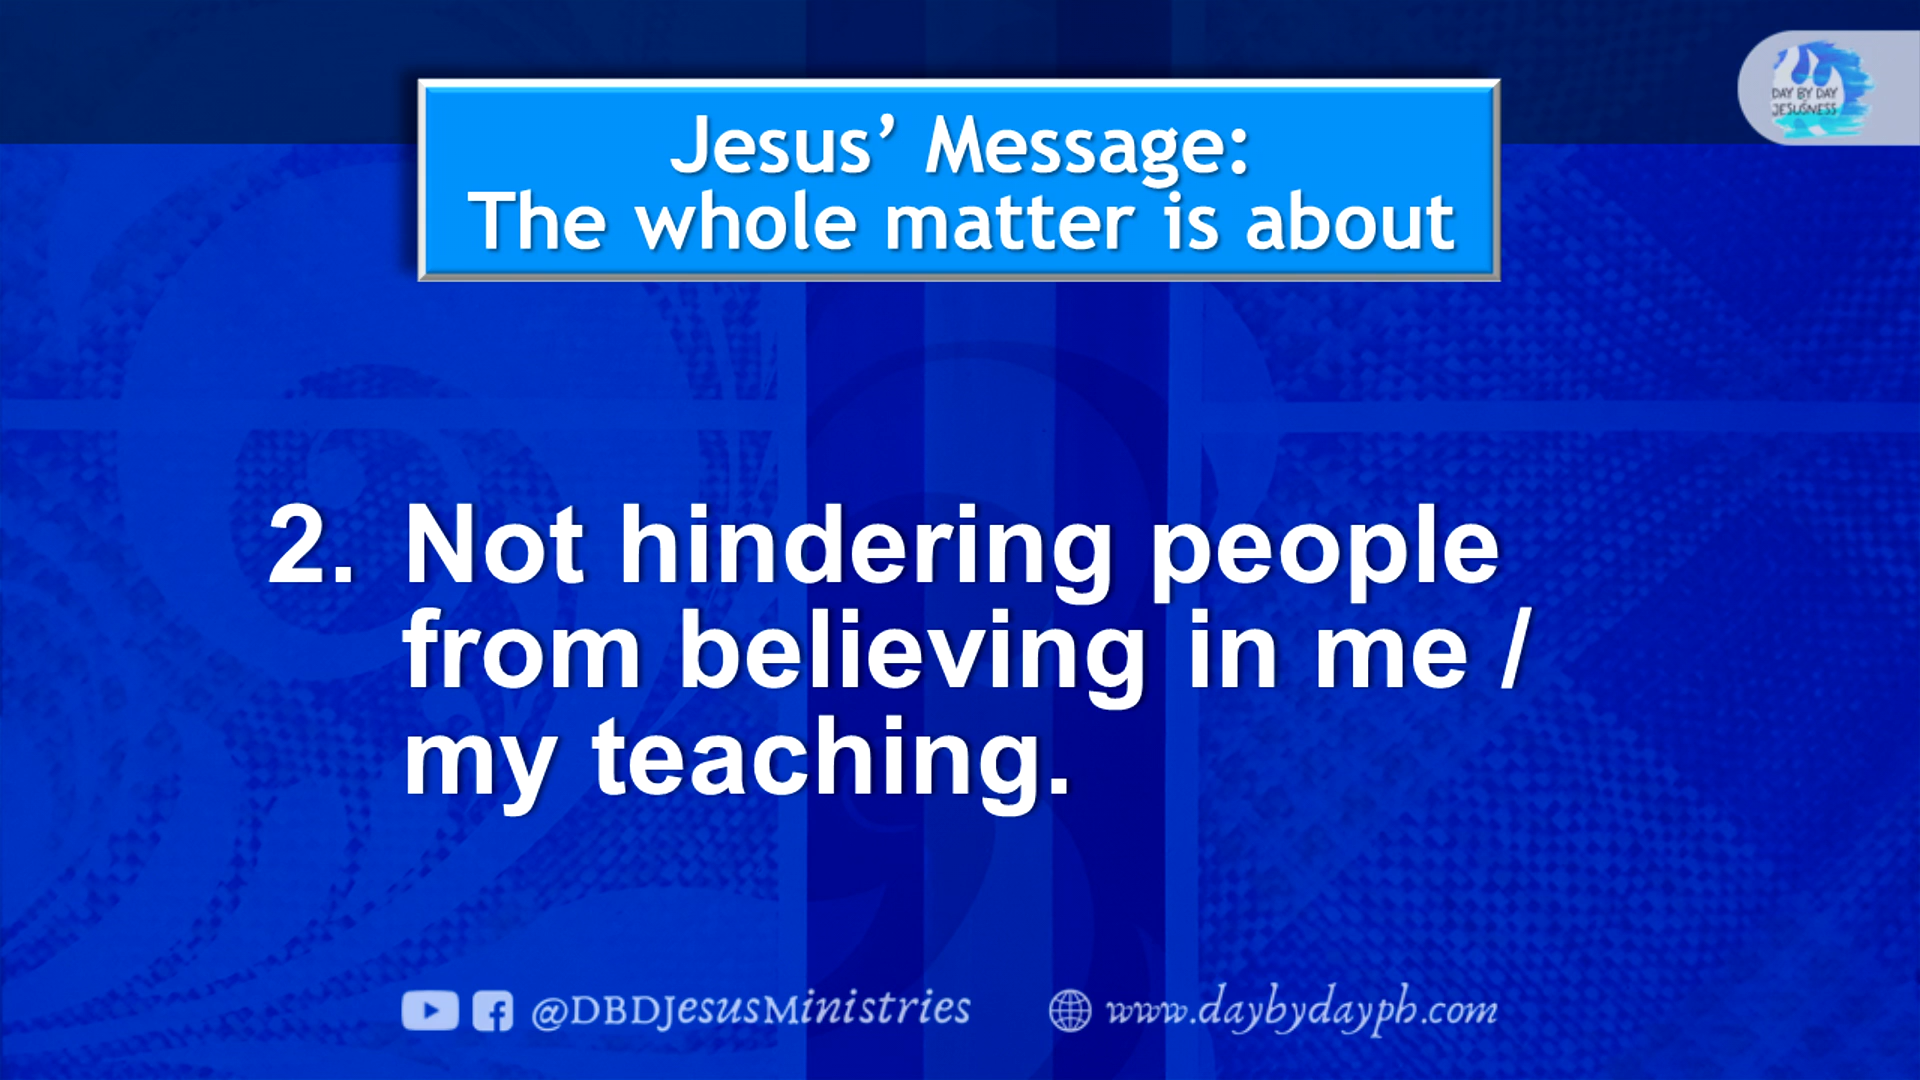 DAY BY DAY
JESUSNESS
Jesus’ Message:
The whole matter is about
2. Not hindering people
from believing in me /
my teaching.
@DBDJesusMinistries
www.daybydayph.com